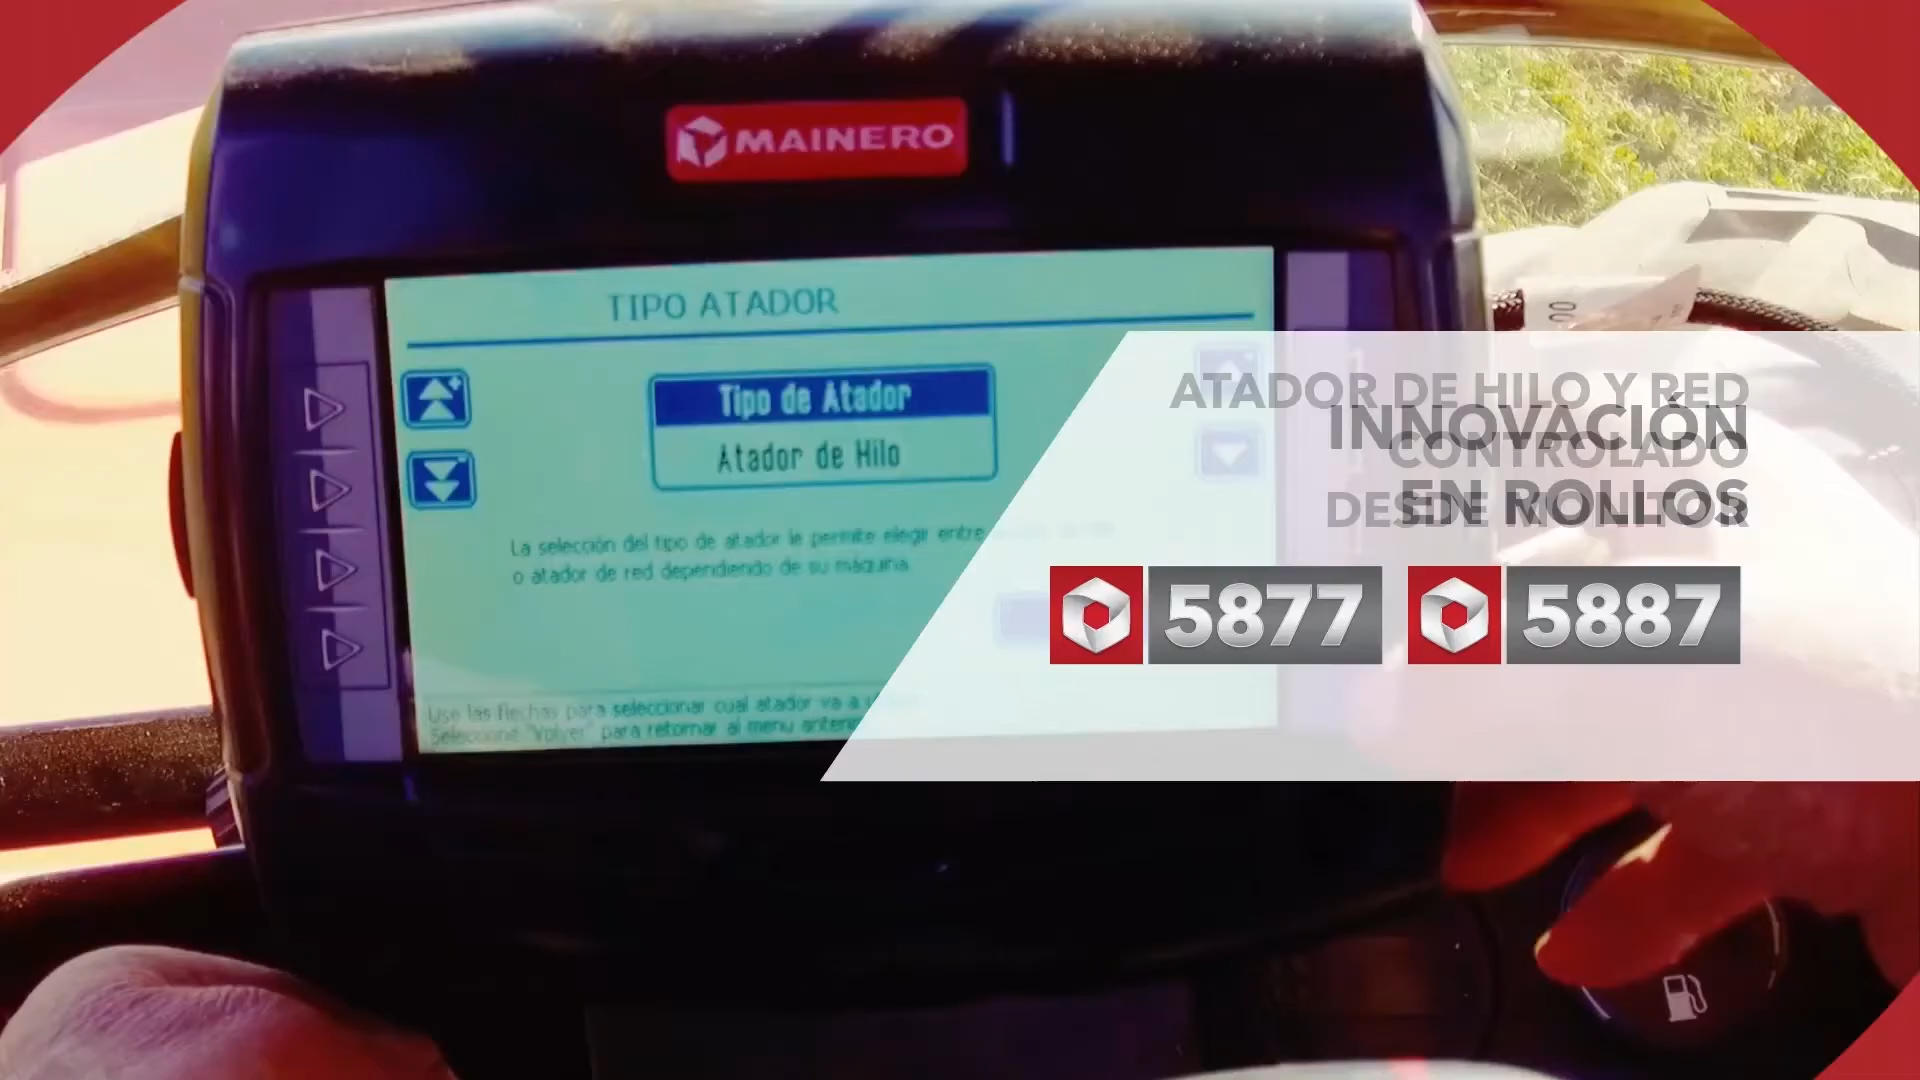 MAINERO
TIPO ATADOR
Tipo de Atador
Atador de Hilo
La selección del tipo de atador le permite elegir entre
o atador de red dependiendo de su máquina.
Use las flechas para seleccionar cual atador va a
Seleccione "Volver" para retornar al menu anterior
ATADOR DE HILO Y RED
CONTROLADO
DESDE MONITOR
INNOVACIÓN
EN ROLLOS
5877
5887